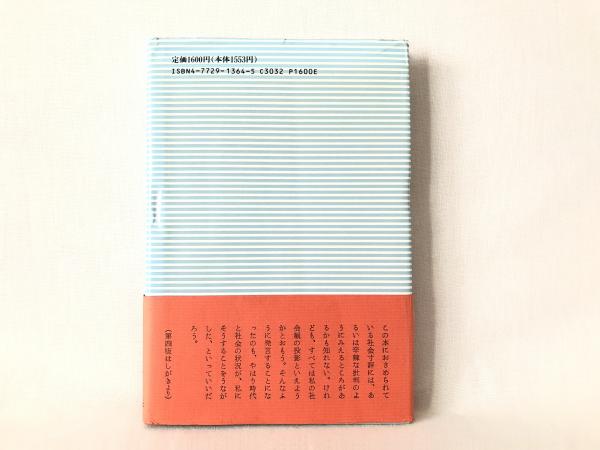 定価1600円(本体1553円)
ISBN4-7729-1364-5 C3032 P1600E
この本におさめられて
いる社会寸評には、あ
るいは辛辣な批判のよ
うにみえるところがあ
るかも知れない。けれ
ども、すべては私の社
会観の投影といえよう
かとおもう。そんなふ
うに発言することにな
ったのも、やはり時代
と社会の状況が、私に
そうすることをうなが
した、といっていいだ
ろう。
(第四版はしがきより)